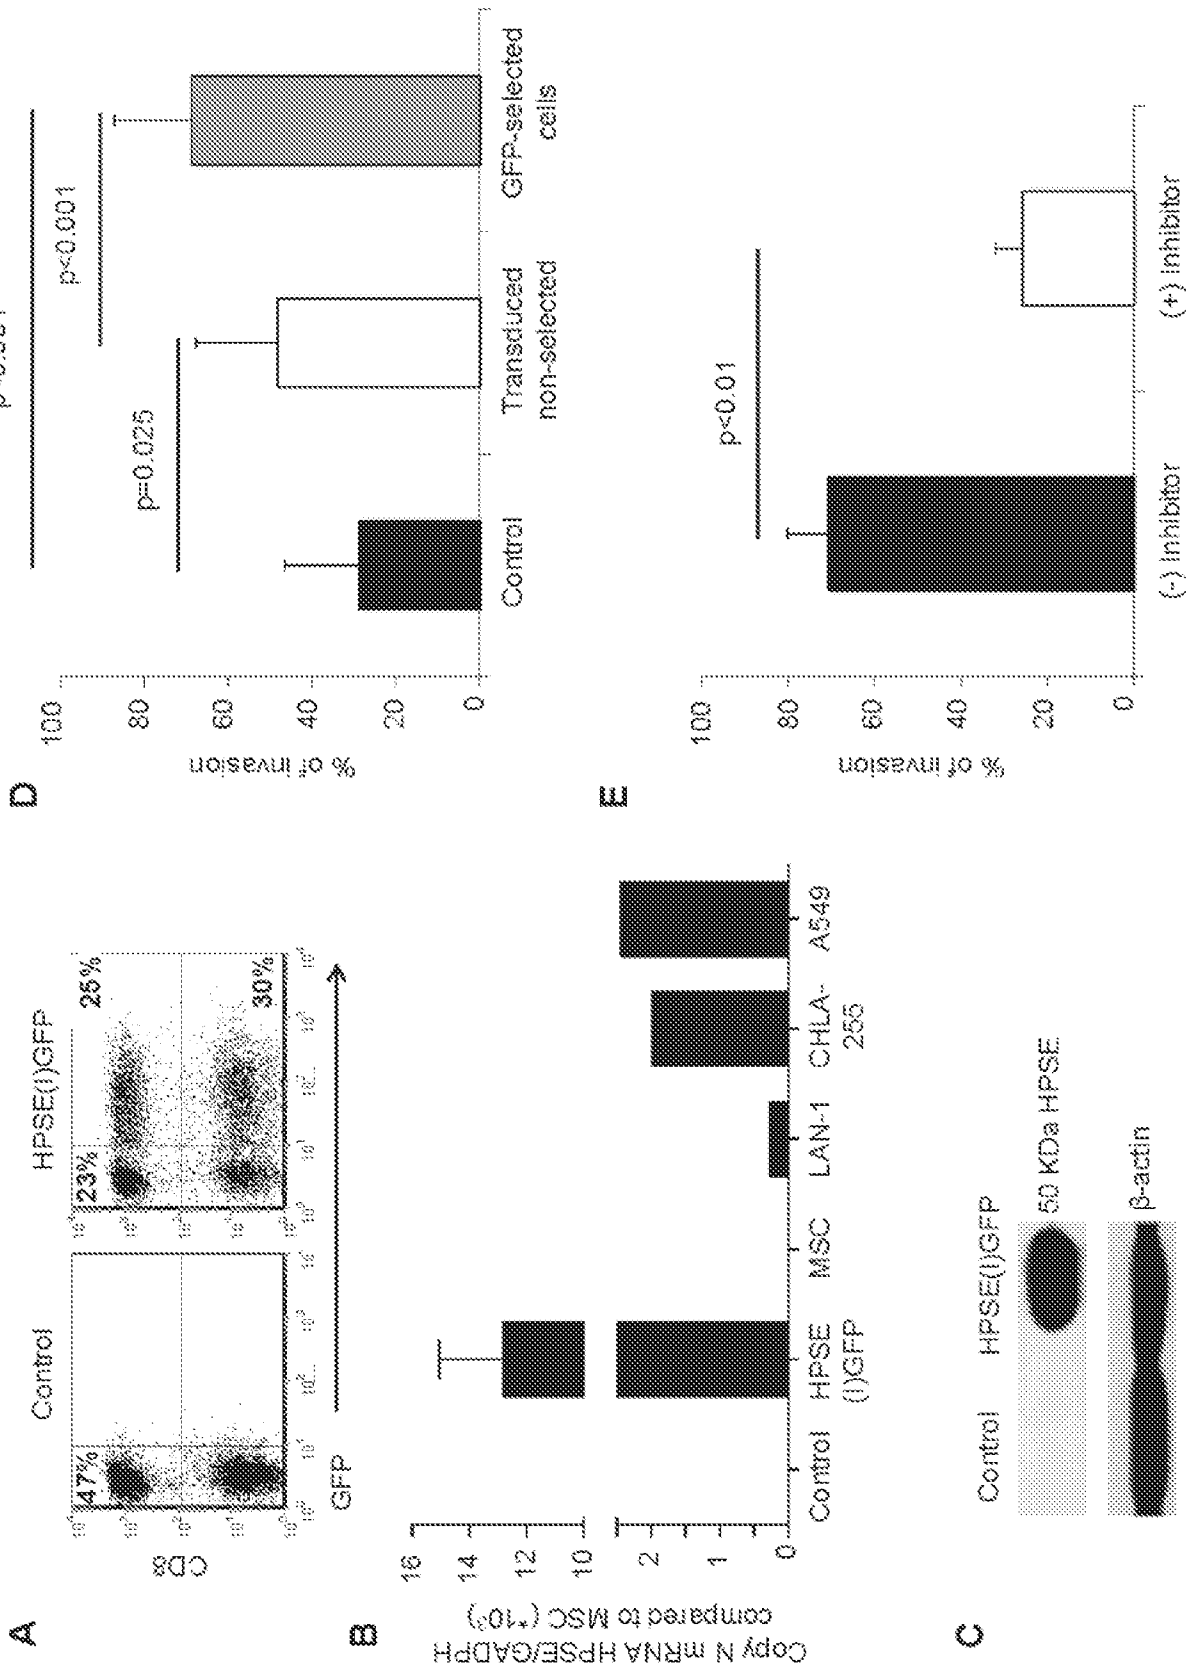 A
Control
HPSE(I)GFP
47%
23%
25%
30%
CD8
GFP
B
Copy N mRNA HPSE/GADPH
compared to MSC (*10³)
16
14
12
10
2
1
0
Control
HPSE
(I)GFP
MSC
LAN-1
CHLA-
255
A549
C
Control
HPSE(I)GFP
50 KDa HPSE
β-actin
D
% of invasion
100
80
60
40
20
0
p<0.001
p=0.025
Control
Transduced
non-selected
GFP-selected
cells
E
% of invasion
100
80
60
40
20
0
p<0.01
(-) Inhibitor
(+) Inhibitor